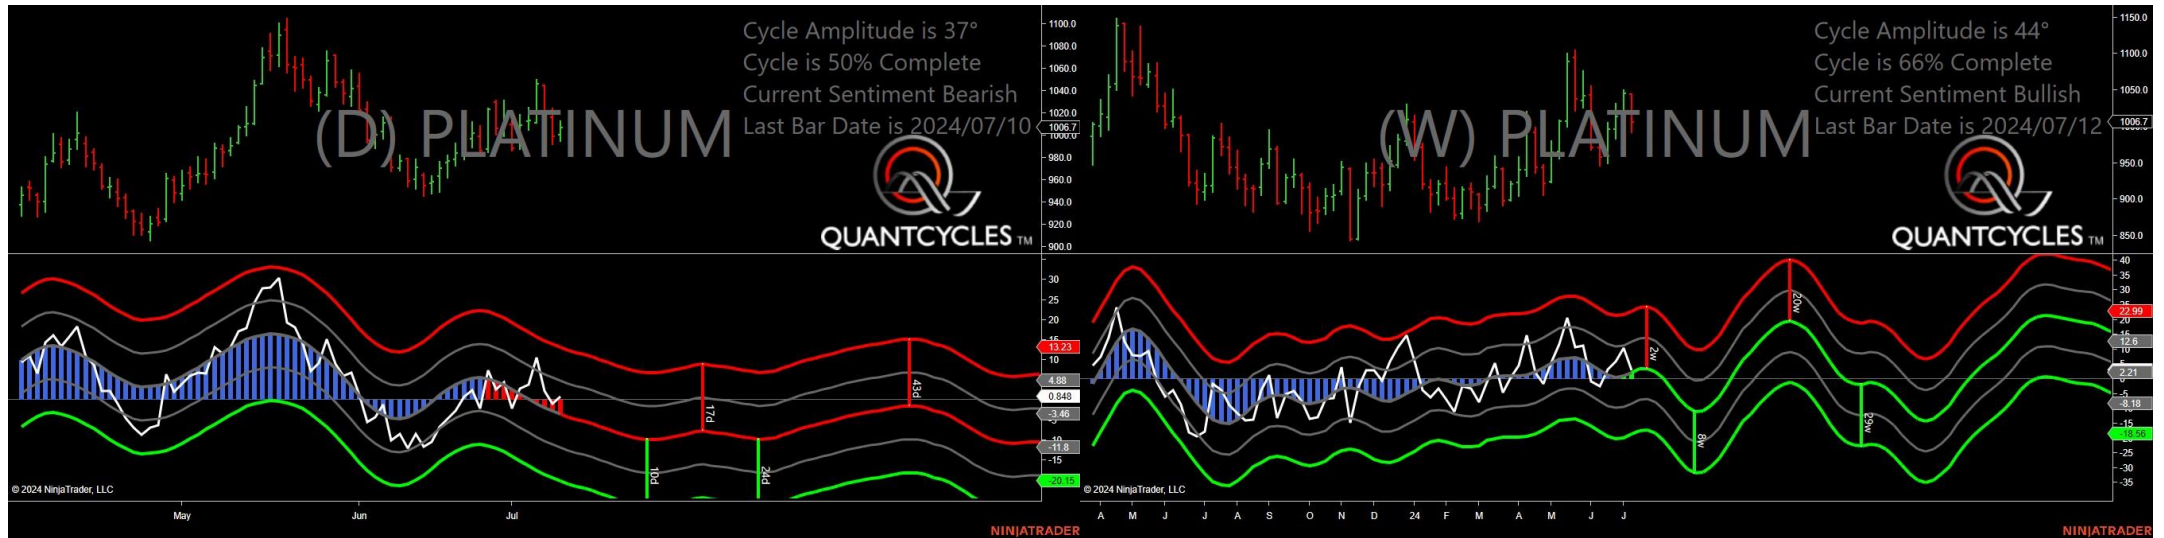 Cycle Amplitude is 37°
Cycle is 50% Complete
Current Sentiment Bearish
Last Bar Date is 2024/07/10
(D) PLATINUM
QUANTCYCLES TM
1100.0
1080.0
1060.0
1040.0
1020.0
1006.7
1000.0
980.0
960.0
940.0
920.0
900.0
30
25
20
15
13.23
10
4.88
0.848
-3.46
-5
-10
-11.8
-15
-20.15
10d
17d
24d
43d
© 2024 NinjaTrader, LLC
May
Jun
Jul
NINJATRADER
Cycle Amplitude is 44°
Cycle is 66% Complete
Current Sentiment Bullish
Last Bar Date is 2024/07/12
(W) PLATINUM
QUANTCYCLES TM
1150.0
1100.0
1050.0
1006.7
950.0
900.0
850.0
40
35
30
22.99
20
15
12.6
5
2.21
-5
-8.18
-15
-18.56
-25
-30
-35
2w
8w
20w
29w
© 2024 NinjaTrader, LLC
A M J J A S O N D 24 F M A M J J
NINJATRADER